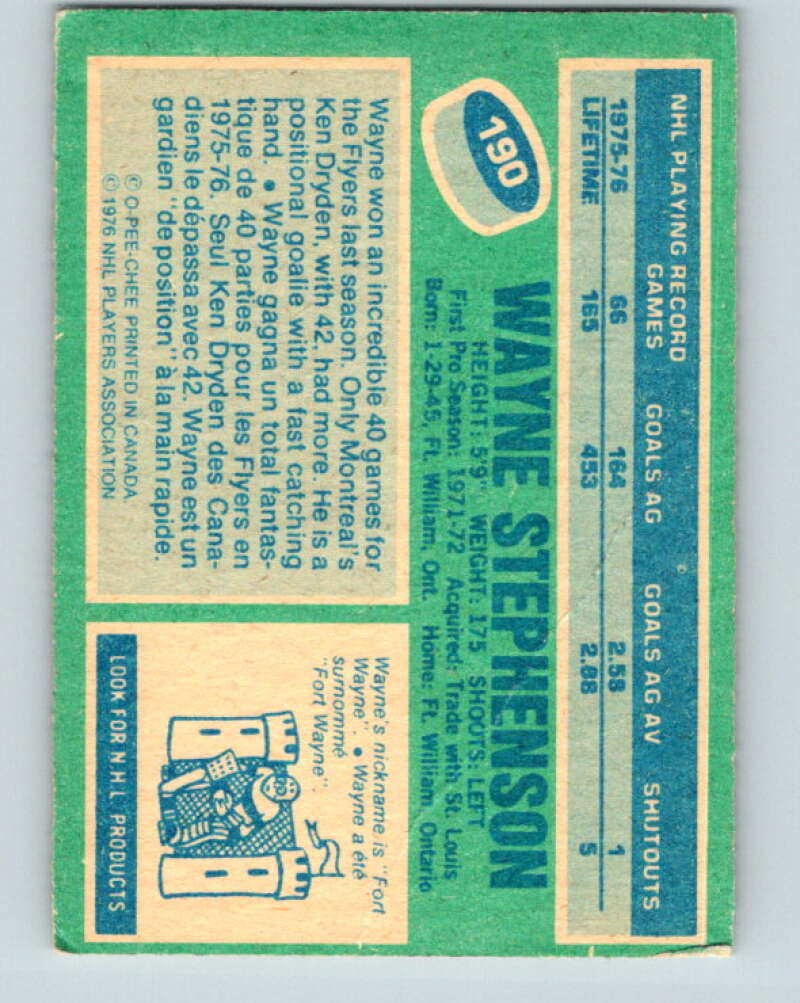 NHL PLAYING RECORD
GAMES GOALS AG GOALS AG AV SHUTOUTS
1975-76 66 164 2.58 1
LIFETIME 165 453 2.88 5
190
WAYNE STEPHENSON
HEIGHT: 5'9" WEIGHT: 175 SHOOTS: LEFT
First Pro Season: 1971-72 Acquired: Trade with St. Louis
Born: 1-29-45, Ft. William, Ont. Home: Ft. William, Ontario
Wayne won an incredible 40 games for
the Flyers last season. Only Montreal's
Ken Dryden, with 42, had more. He is a
positional goalie with a fast catching
hand. • Wayne gagna un total fantas-
tique de 40 parties pour les Flyers en
1975-76. Seul Ken Dryden des Cana-
diens le dépassa avec 42. Wayne est un
gardien "de position" à la main rapide.
© O-PEE-CHEE PRINTED IN CANADA
© 1976 NHL PLAYERS ASSOCIATION
Wayne's nickname is "Fort
Wayne". • Wayne a été
surnommé
"Fort Wayne".
LOOK FOR N H L PRODUCTS